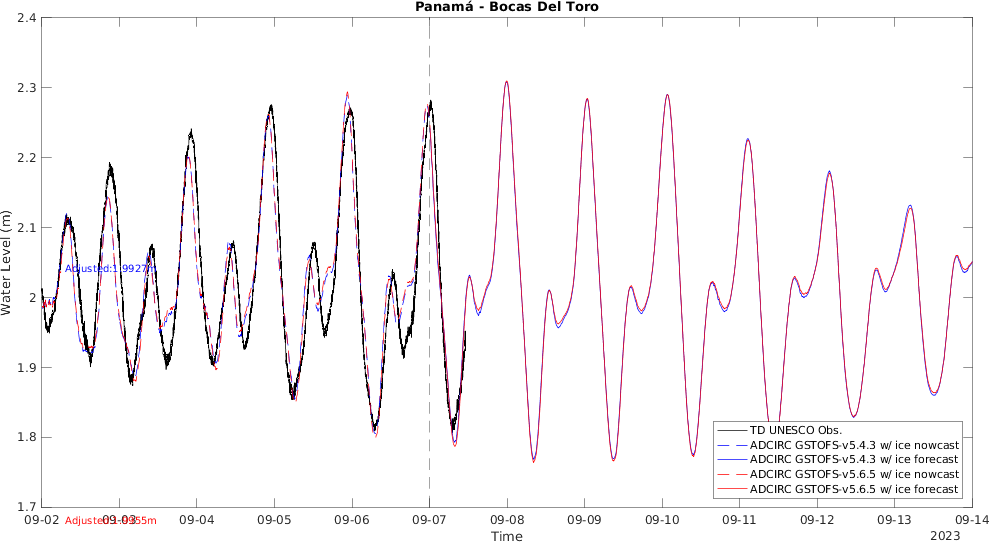 Panamá - Bocas Del Toro
2.4
2.3
2.2
2.1
2
1.9
1.8
1.7
Water Level (m)
Adjusted:1.9927m
TD UNESCO Obs.
ADCIRC GSTOFS-v5.4.3 w/ ice nowcast
ADCIRC GSTOFS-v5.4.3 w/ ice forecast
ADCIRC GSTOFS-v5.6.5 w/ ice nowcast
ADCIRC GSTOFS-v5.6.5 w/ ice forecast
09-02 09-03 09-04 09-05 09-06 09-07 09-08 09-09 09-10 09-11 09-12 09-13 09-14
Time
2023